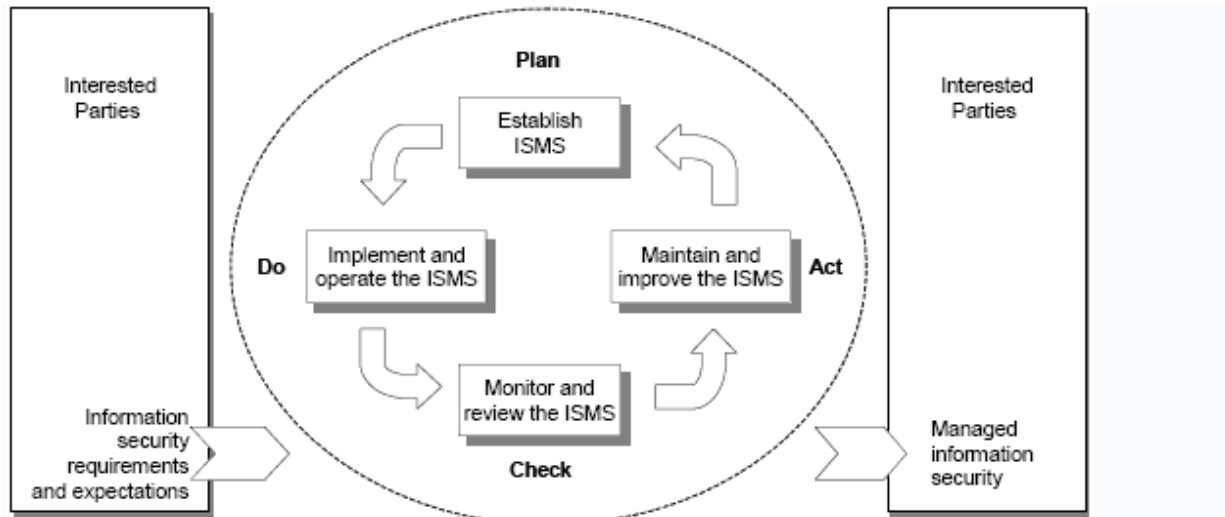 Interested
Parties
Information
security
requirements
and expectations
Plan
Establish
ISMS
Do
Implement and
operate the ISMS
Maintain and
improve the ISMS
Act
Monitor and
review the ISMS
Check
Interested
Parties
Managed
information
security